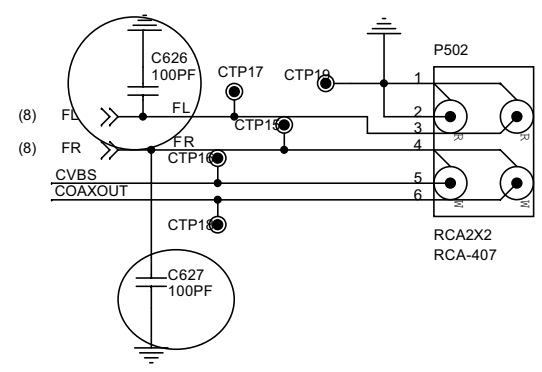 C626
100PF
CTP17
CTP19
P502
1
(8) FL
FL
2
CTP15
3
(8) FR
FR
4
CTP16
CVBS
5
COAXOUT
6
CTP18
R
R
W
W
RCA2X2
RCA-407
C627
100PF